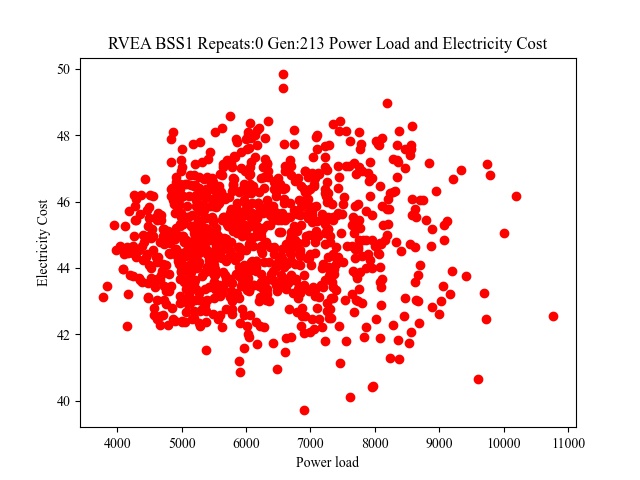 RVEA BSS1 Repeats:0 Gen:213 Power Load and Electricity Cost
50
48
46
44
42
40
Electricity Cost
4000 5000 6000 7000 8000 9000 10000 11000
Power load